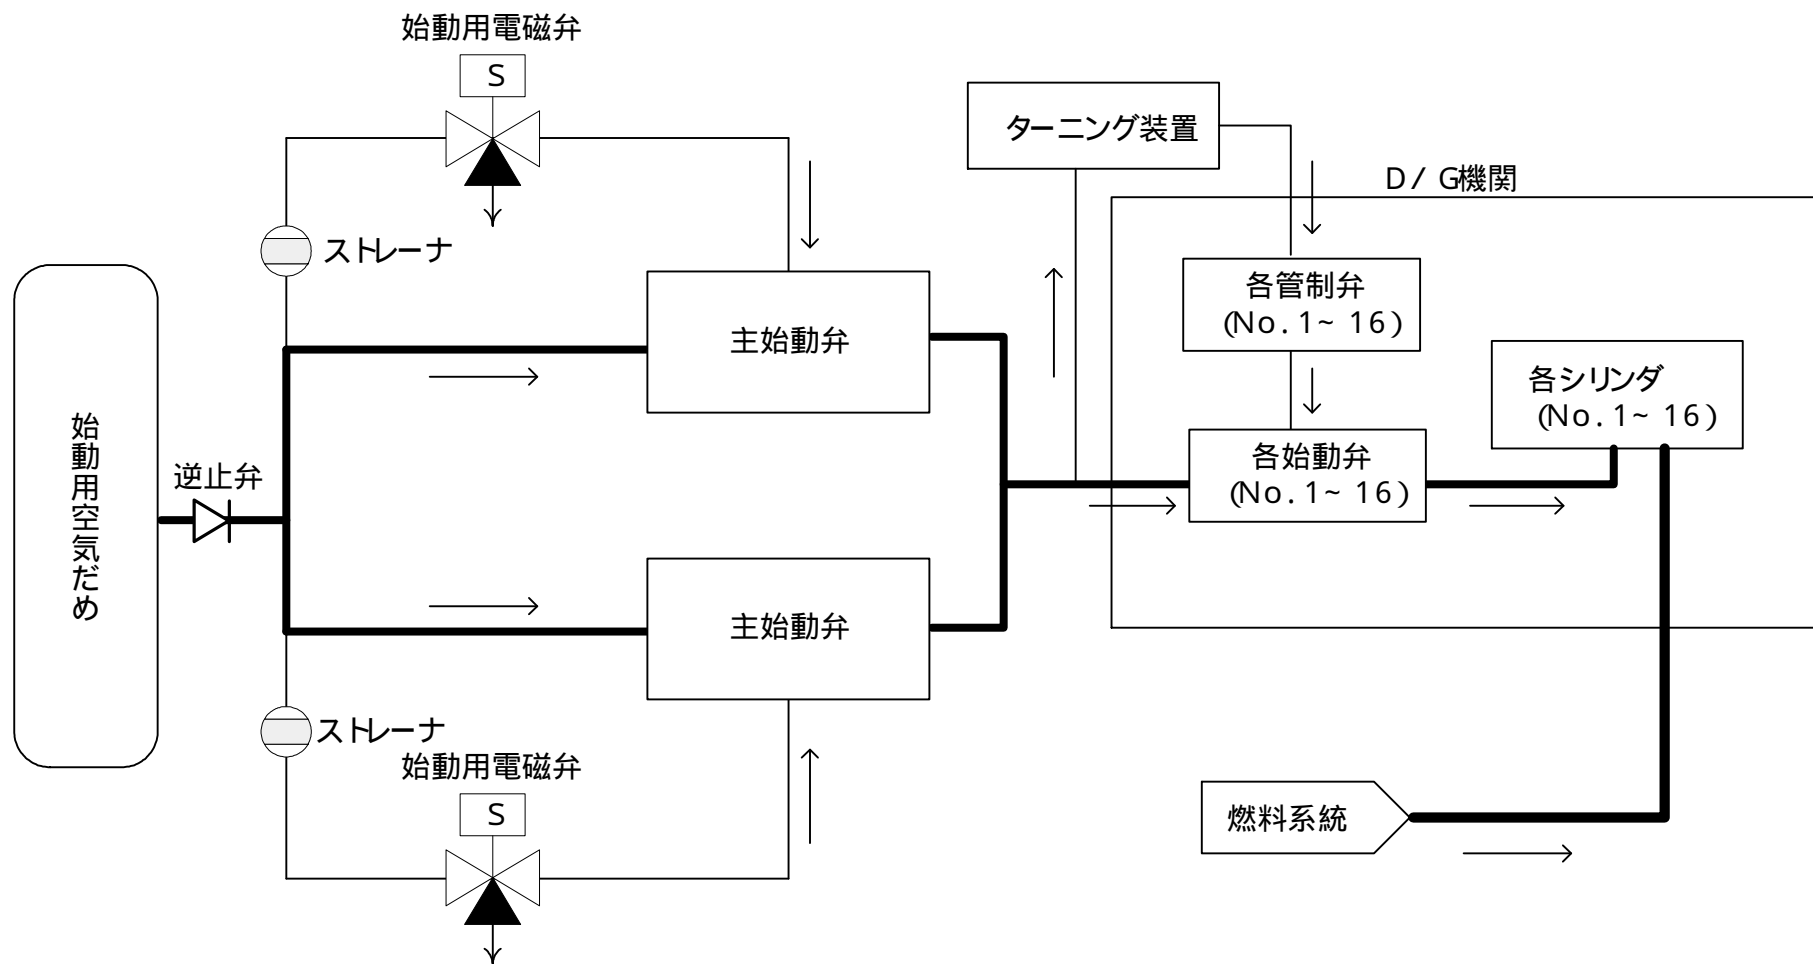 始動用電磁弁
S
ターニング装置
D/G機関
ストレーナ
各管制弁
(No.1~16)
主始動弁
各シリンダ
(No.1~16)
始動用空気だめ
逆止弁
各始動弁
(No.1~16)
主始動弁
ストレーナ
始動用電磁弁
S
燃料系統